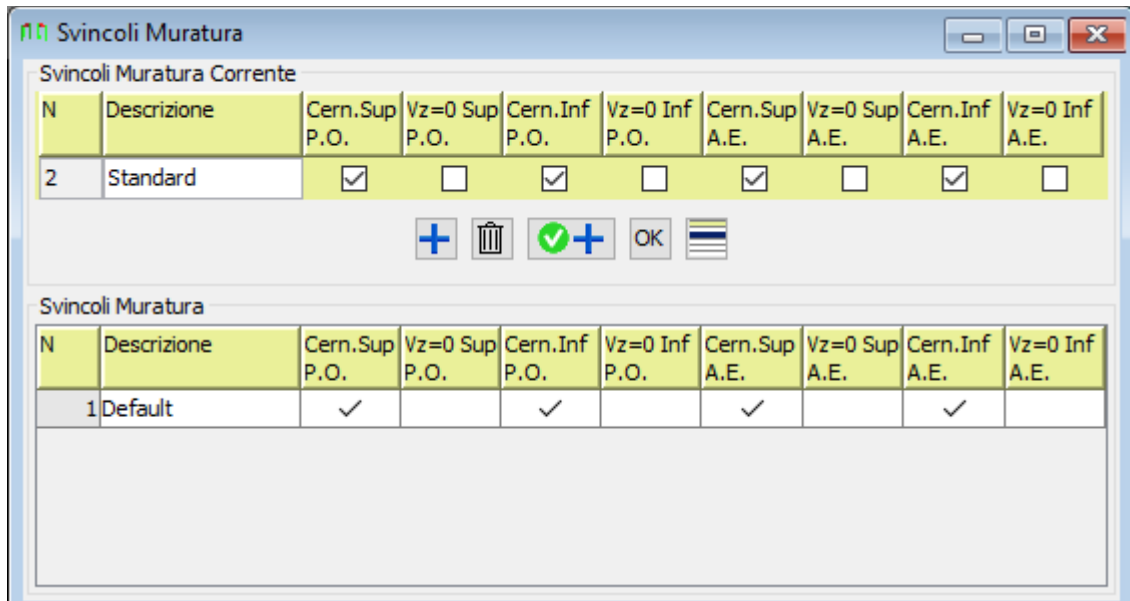 Svincoli Muratura
Svincoli Muratura Corrente
N Descrizione Cern.Sup P.O. Vz=0 Sup P.O. Cern.Inf P.O. Vz=0 Inf P.O. Cern.Sup A.E. Vz=0 Sup A.E. Cern.Inf A.E. Vz=0 Inf A.E.
2 Standard
OK
Svincoli Muratura
N Descrizione Cern.Sup P.O. Vz=0 Sup P.O. Cern.Inf P.O. Vz=0 Inf P.O. Cern.Sup A.E. Vz=0 Sup A.E. Cern.Inf A.E. Vz=0 Inf A.E.
1 Default